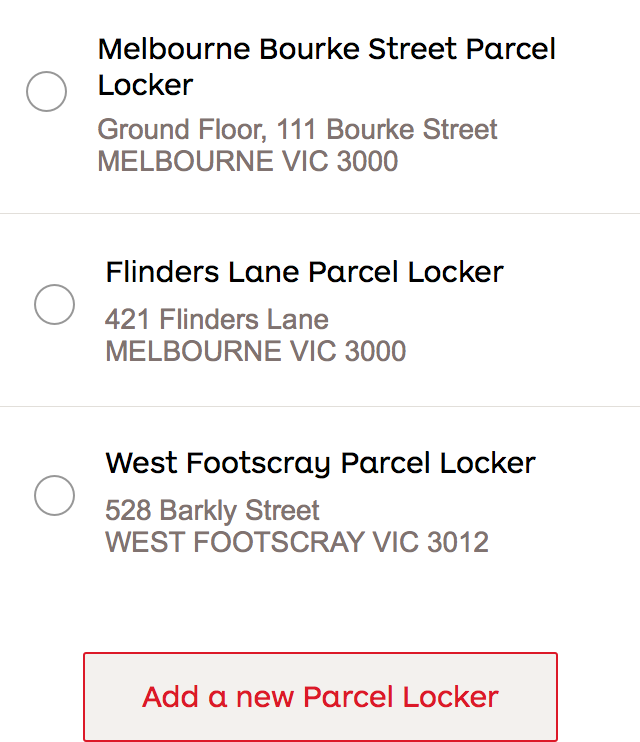 Melbourne Bourke Street Parcel
Locker
Ground Floor, 111 Bourke Street
MELBOURNE VIC 3000
Flinders Lane Parcel Locker
421 Flinders Lane
MELBOURNE VIC 3000
West Footscray Parcel Locker
528 Barkly Street
WEST FOOTSCRAY VIC 3012
Add a new Parcel Locker